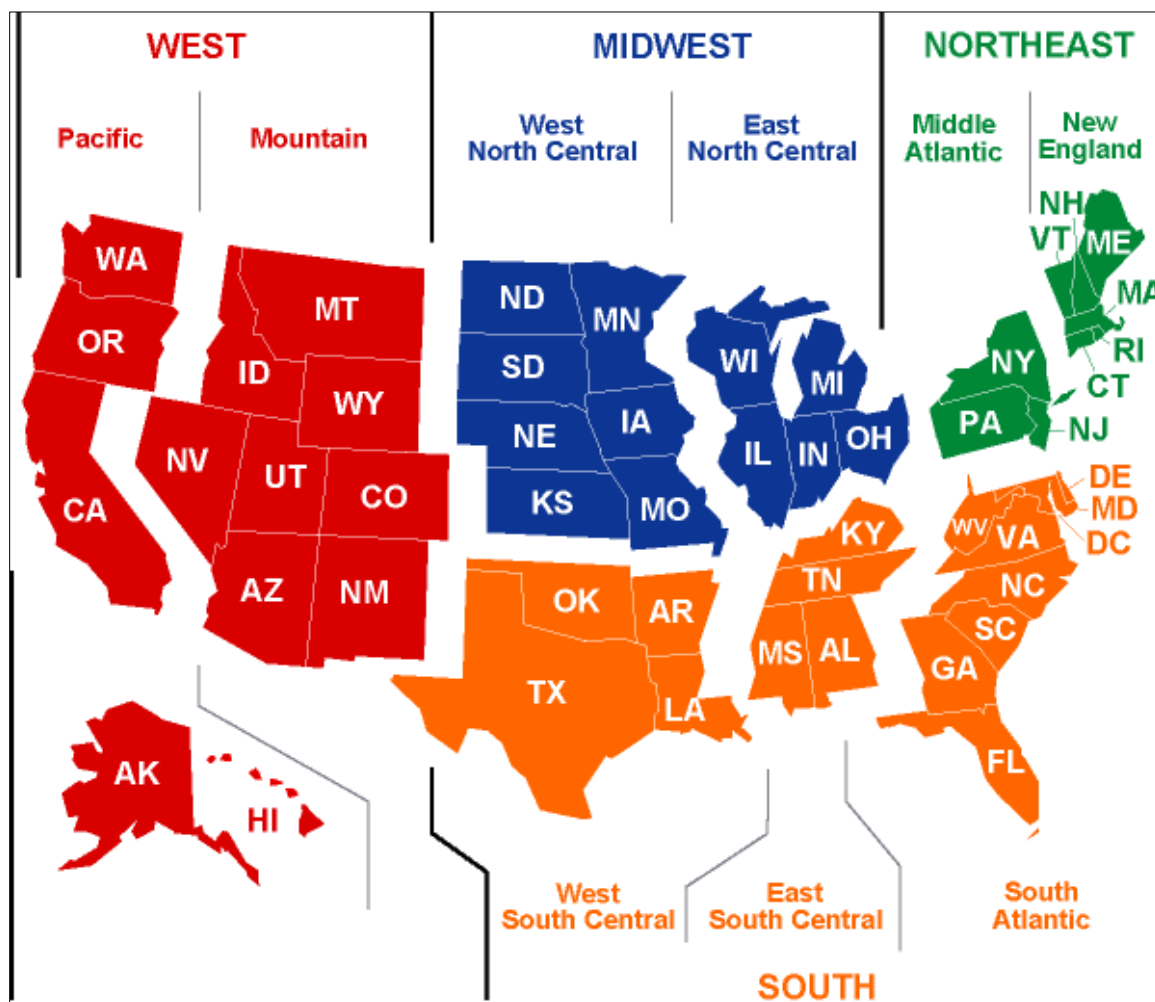 WEST
MIDWEST
NORTHEAST
Pacific
Mountain
West
North Central
East
North Central
Middle
Atlantic
New
England
NH
VT
ME
MA
RI
CT
NY
PA
NJ
WA
OR
CA
MT
ID
WY
NV
UT
CO
AZ
NM
ND
SD
NE
KS
MN
IA
MO
WI
MI
IL
IN
OH
DE
MD
DC
WV
VA
NC
SC
GA
FL
KY
TN
MS
AL
OK
AR
TX
LA
AK
HI
West
South Central
East
South Central
South
Atlantic
SOUTH